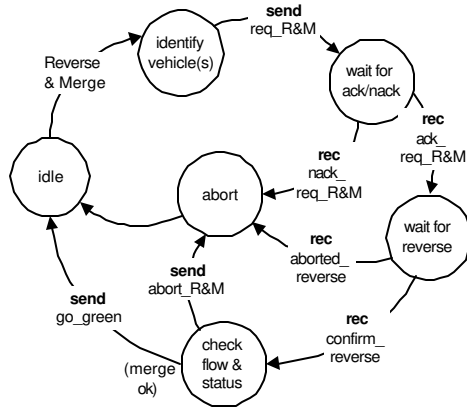 send
req_R&M
identify
vehicle(s)
Reverse
& Merge
wait for
ack/nack
rec
ack_
req_R&M
rec
nack_
req_R&M
idle
abort
wait for
reverse
rec
aborted_
reverse
send
abort_R&M
send
go_green
rec
confirm_
reverse
check
flow &
status
(merge
ok)